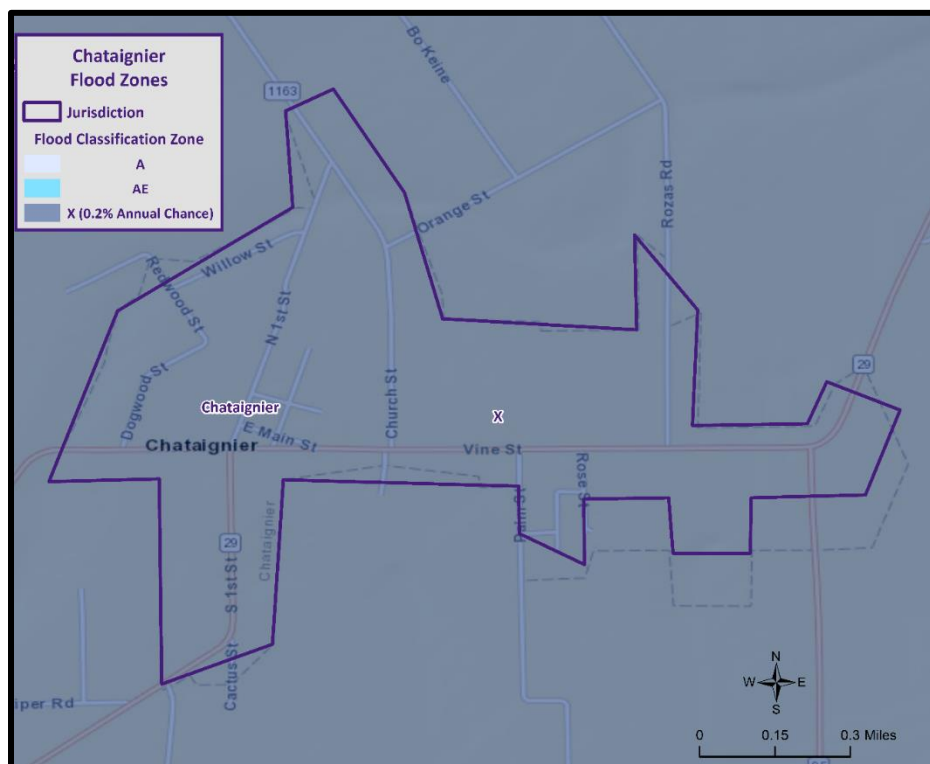 Chataignier
Flood Zones
Jurisdiction
Flood Classification Zone
A
AE
X (0.2% Annual Chance)
1163
Bo Keine
Orange St
Rozas Rd
Willow St
Redwood St
N 1st St
Dogwood St
Church St
29
Chataignier
X
E Main St
Chataignier
Vine St
Rose St
Palm St
29
Chataignier
S 1st St
Cactus St
iper Rd
N
W
E
S
0
0.15
0.3 Miles